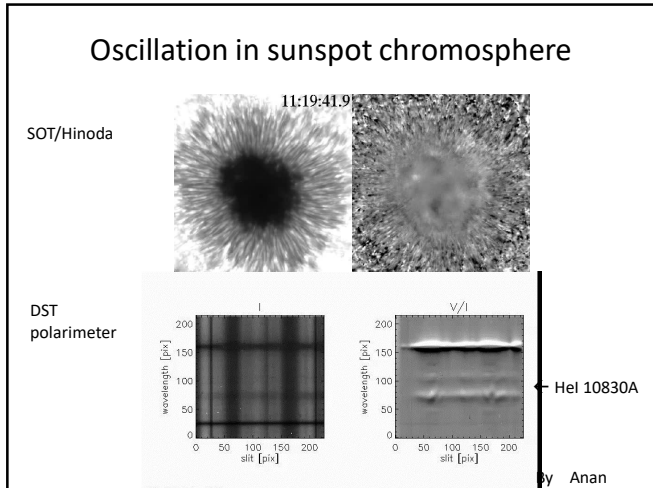 Oscillation in sunspot chromosphere
11:19:41.9
SOT/Hinoda
DST
polarimeter
I
V/I
wavelength [pix]
200
150
100
50
0
0 50 100 150 200
slit [pix]
wavelength [pix]
200
150
100
50
0
0 50 100 150 200
slit [pix]
← HeI 10830A
By Anan